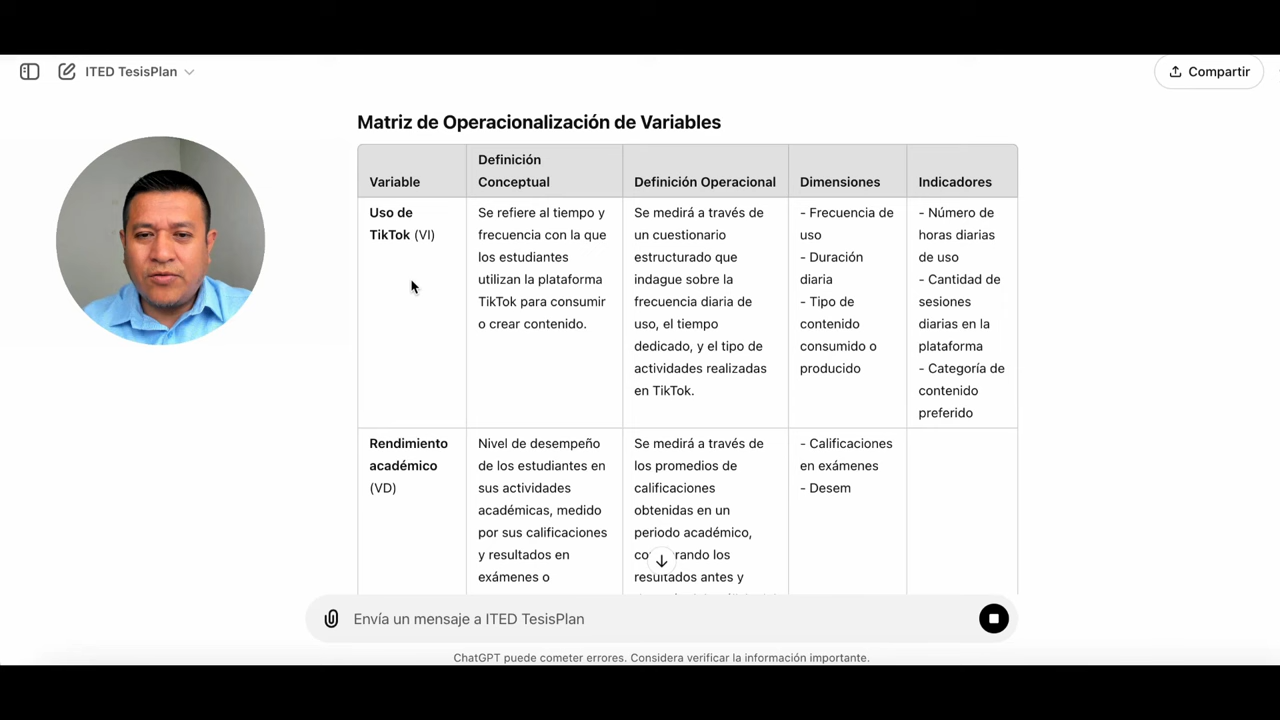 ITED TesisPlan
Compartir
Matriz de Operacionalización de Variables
Variable
Definición
Conceptual
Definición Operacional
Dimensiones
Indicadores
Uso de
TikTok (VI)
Se refiere al tiempo y
frecuencia con la que
los estudiantes
utilizan la plataforma
TikTok para consumir
o crear contenido.
Se medirá a través de
un cuestionario
estructurado que
indague sobre la
frecuencia diaria de
uso, el tiempo
dedicado, y el tipo de
actividades realizadas
en TikTok.
- Frecuencia de
uso
- Duración
diaria
- Tipo de
contenido
consumido o
producido
- Número de
horas diarias
de uso
- Cantidad de
sesiones
diarias en la
plataforma
- Categoría de
contenido
preferido
Rendimiento
académico
(VD)
Nivel de desempeño
de los estudiantes en
sus actividades
académicas, medido
por sus calificaciones
y resultados en
exámenes o
Se medirá a través de
los promedios de
calificaciones
obtenidas en un
periodo académico,
los
resultados antes y
- Calificaciones
en exámenes
- Desem
Envía un mensaje a ITED TesisPlan
ChatGPT puede cometer errores. Considera verificar la información importante.